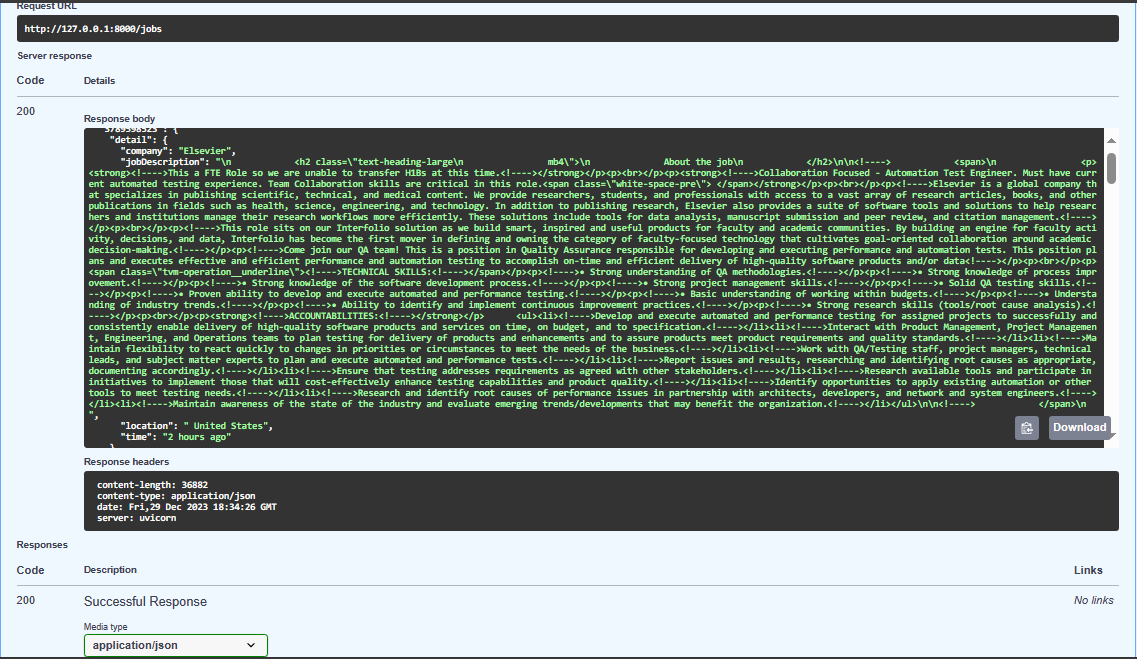 Request URL
http://127.0.0.1:8000/jobs
Server response
Code Details
200
Response body
"3789598323": {
"detail": {
"company": "Elsevier",
"jobDescription": "\n <h2 class=\"text-heading-large\n mb4\">\n About the job\n </h2>\n\n<!----> <span>\n <p>
<strong><!---->This a FTE Role so we are unable to transfer H1Bs at this time.<!----></strong></p><p><br></p><p><strong><!---->Collaboration Focused - Automation Test Engineer. Must have curr
ent automated testing experience. Team Collaboration skills are critical in this role.<span class=\"white-space-pre\"> </span></strong></p><p><br></p><p><!---->Elsevier is a global company th
at specializes in publishing scientific, technical, and medical content. We provide researchers, students, and professionals with access to a vast array of research articles, books, and other
publications in fields such as health, science, engineering, and technology. In addition to publishing research, Elsevier also provides a suite of software tools and solutions to help researc
hers and institutions manage their research workflows more efficiently. These solutions include tools for data analysis, manuscript submission and peer review, and citation management.<!---->
</p><p><br></p><p><!---->This role sits on our Interfolio solution as we build smart, inspired and useful products for faculty and academic communities. By building an engine for faculty acti
vity, decisions, and data, Interfolio has become the first mover in defining and owning the category of faculty-focused technology that cultivates goal-oriented collaboration around academic
decision-making.<!----></p><p><!---->Come join our QA team! This is a position in Quality Assurance responsible for developing and executing performance and automation tests. This position pl
ans and executes effective and efficient performance and automation testing to accomplish on-time and efficient delivery of high-quality software products and/or data<!----></p><p><br></p><p>
<span class=\"tvm-operation__underline\"><!---->TECHNICAL SKILLS:<!----></span></p><p><!---->• Strong understanding of QA methodologies.<!----></p><p><!---->• Strong knowledge of process impr
ovement.<!----></p><p><!---->• Strong knowledge of the software development process.<!----></p><p><!---->• Strong project management skills.<!----></p><p><!---->• Solid QA testing skills.<!--
--></p><p><!---->• Proven ability to develop and execute automated and performance testing.<!----></p><p><!---->• Basic understanding of working within budgets.<!----></p><p><!---->• Understa
nding of industry trends.<!----></p><p><!---->• Ability to identify and implement continuous improvement practices.<!----></p><p><!---->• Strong research skills (tools/root cause analysis).<!
----></p><p><br></p><p><strong><!---->ACCOUNTABILITIES:<!----></strong></p> <ul><li><!---->Develop and execute automated and performance testing for assigned projects to successfully and
consistently enable delivery of high-quality software products and services on time, on budget, and to specification.<!----></li><li><!---->Interact with Product Management, Project Managemen
t, Engineering, and Operations teams to plan testing for delivery of products and enhancements and to assure products meet product requirements and quality standards.<!----></li><li><!---->Ma
intain flexibility to react quickly to changes in priorities or circumstances to meet the needs of the business.<!----></li><li><!---->Work with QA/Testing staff, project managers, technical
leads, and subject matter experts to plan and execute automated and performance tests.<!----></li><li><!---->Report issues and results, researching and identifying root causes as appropriate,
documenting accordingly.<!----></li><li><!---->Ensure that testing addresses requirements as agreed with other stakeholders.<!----></li><li><!---->Research available tools and participate in
initiatives to implement those that will cost-effectively enhance testing capabilities and product quality.<!----></li><li><!---->Identify opportunities to apply existing automation or other
tools to meet testing needs.<!----></li><li><!---->Research and identify root causes of performance issues in partnership with architects, developers, and network and system engineers.<!---->
</li><li><!---->Maintain awareness of the state of the industry and evaluate emerging trends/developments that may benefit the organization.<!----></li></ul>\n\n<!----> </span>\n
",
"location": " United States",
"time": "2 hours ago"
}
Download
Response headers
content-length: 36882
content-type: application/json
date: Fri,29 Dec 2023 18:34:26 GMT
server: uvicorn
Responses
Code Description Links
200 Successful Response No links
Media type
application/json